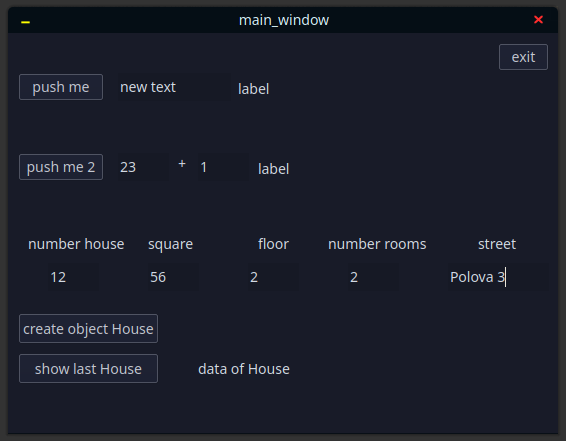 main_window
exit
push me new text label
push me 2 23 + 1 label
number house square floor number rooms street
12 56 2 2 Polova 3
create object House
show last House data of House